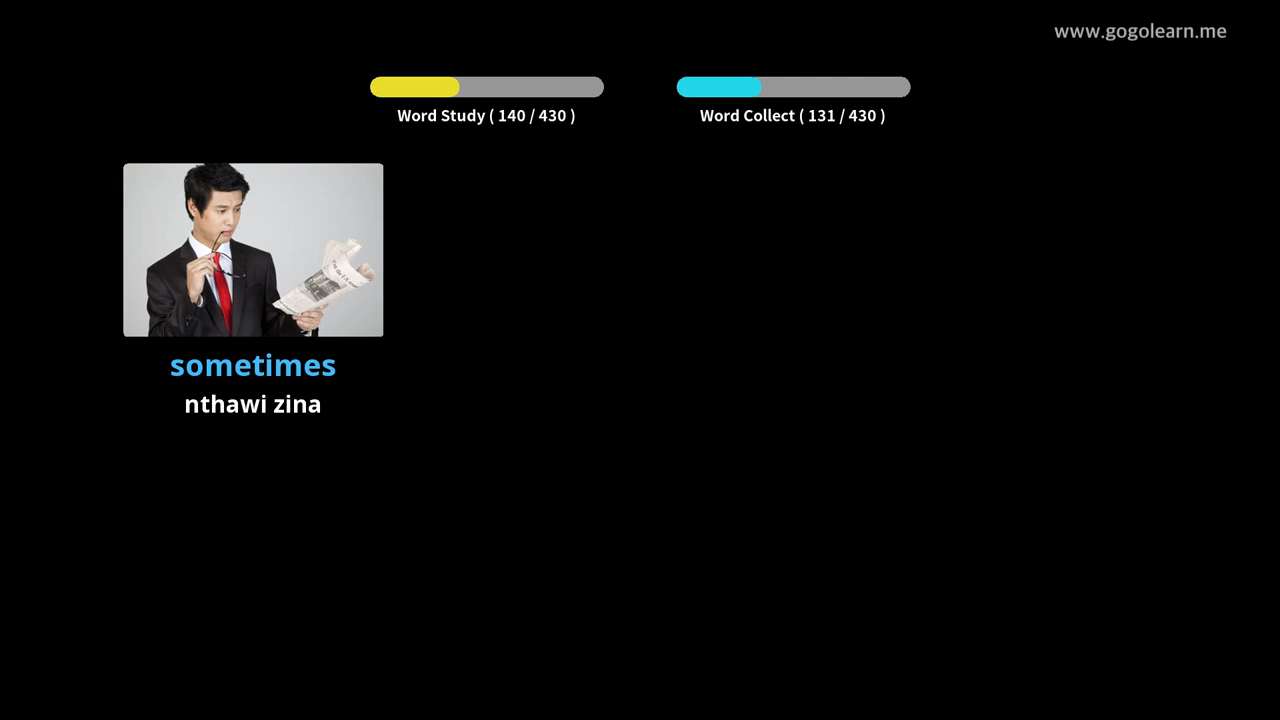 www.gogolearn.me
Word Study ( 140 / 430 )
Word Collect ( 131 / 430 )
sometimes
nthawi zina